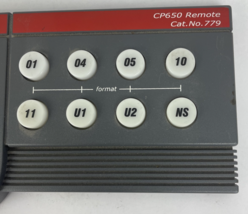 CP650 Remote
Cat.No.779
01 04 05 10
format
11 U1 U2 NS